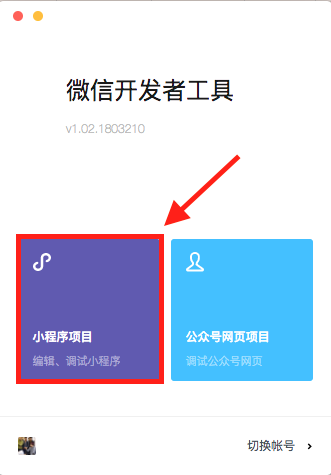 微信开发者工具
v1.02.1803210
小程序项目
编辑、调试小程序
公众号网页项目
调试公众号网页
切换帐号